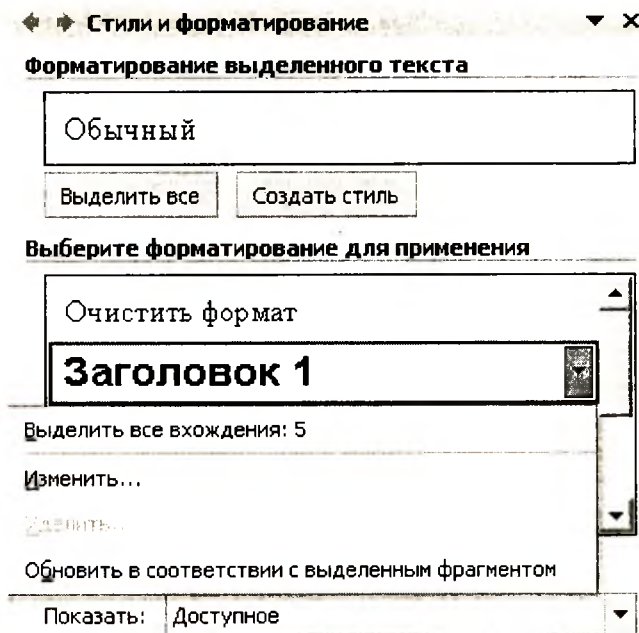 Стили и форматирование
Форматирование выделенного текста
Обычный
Выделить все Создать стиль
Выберите форматирование для применения
Очистить формат
Заголовок 1
Выделить все вхождения: 5
Изменить...
Удалить...
Обновить в соответствии с выделенным фрагментом
Показать: Доступное